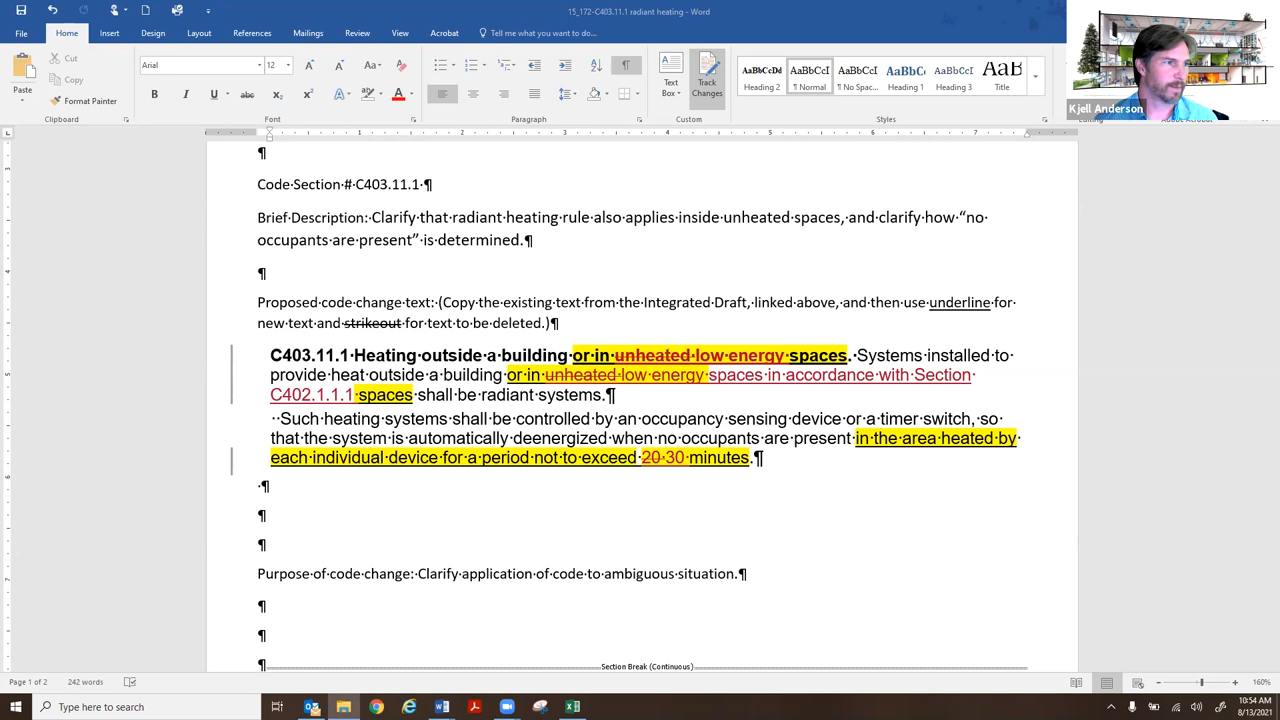 15_172-C403.11.1 radiant heating - Word
File Home Insert Draw Design Layout References Mailings Review View Acrobat Tell me what you want to do...
Cut
Copy
Format Painter
Paste
Arial 12
Text Box
Track Changes
AaBbCcDd AaBbCcI AaBbCcI AaBbC AaBbCcI AaB
Heading 2 ¶ Normal ¶ No Spac... Heading 1 Heading 3 Title
Kjell Anderson
Clipboard Font Paragraph Custom Styles
¶
Code·Section·#·C403.11.1·¶
Brief·Description:·Clarify·that·radiant·heating·rule·also·applies·inside·unheated·spaces,·and·clarify·how·“no·
occupants·are·present”·is·determined.¶
¶
Proposed·code·change·text:·(Copy·the·existing·text·from·the·Integrated·Draft,·linked·above,·and·then·use·underline·for·
new·text·and·strikeout·for·text·to·be·deleted.)¶
C403.11.1·Heating·outside·a·building·or·in·unheated·low·energy·spaces.·Systems·installed·to·
provide·heat·outside·a·building·or·in·unheated·low·energy·spaces·in·accordance·with·Section·
C402.1.1.1·spaces·shall·be·radiant·systems.¶
··Such·heating·systems·shall·be·controlled·by·an·occupancy·sensing·device·or·a·timer·switch,·so·
that·the·system·is·automatically·deenergized·when·no·occupants·are·present·in·the·area·heated·by·
each·individual·device·for·a·period·not·to·exceed·20·30·minutes.¶
·¶
¶
¶
Purpose·of·code·change:·Clarify·application·of·code·to·ambiguous·situation.¶
¶
¶
¶
Section Break (Continuous)
Page 1 of 2 242 words 160%
Type here to search
10:54 AM
8/13/2021